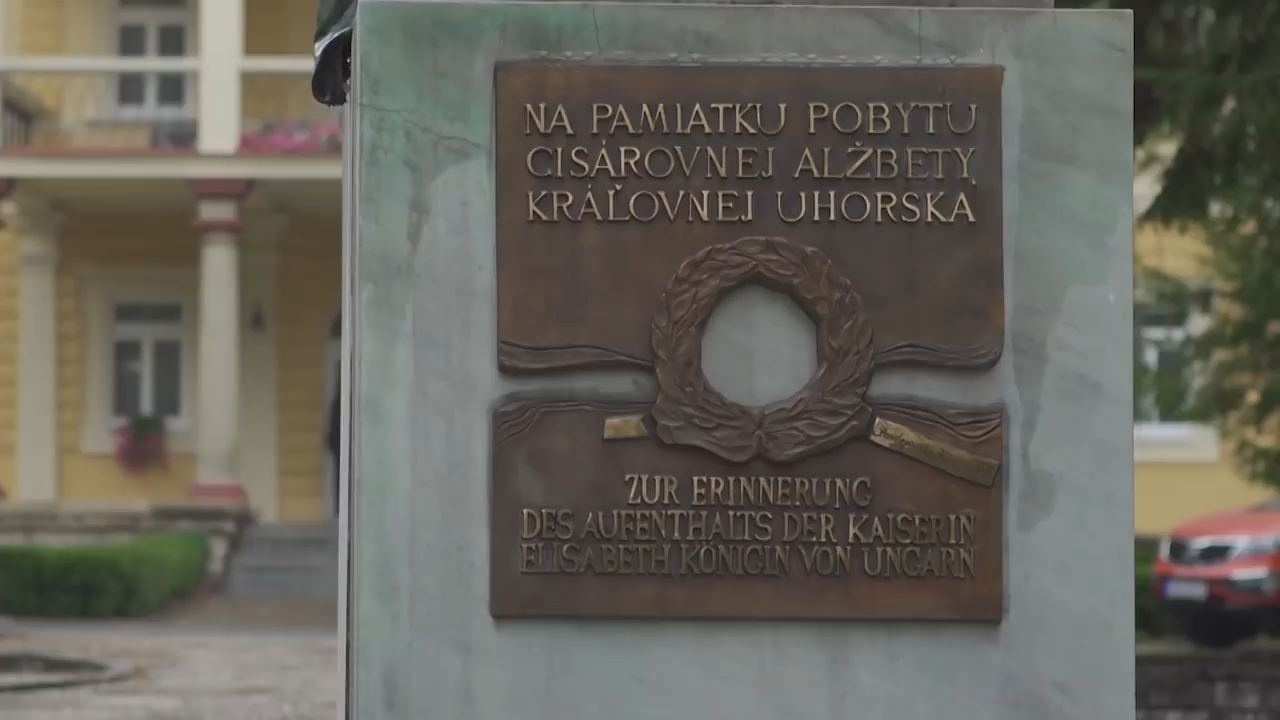 NA PAMIATKU POBYTU
CISÁROVNEJ ALŽBETY
KRÁĽOVNEJ UHORSKA
ZUR ERINNERUNG
DES AUFENTHALTS DER KAISERIN
ELISABETH KÖNIGIN VON UNGARN